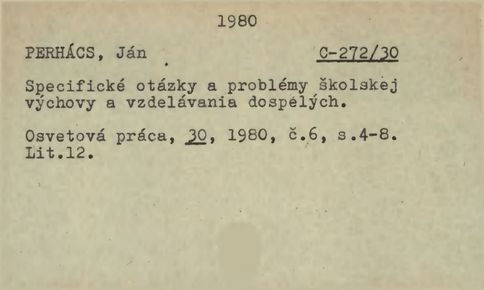 1980
PERHÁCS, Ján C-272/30
Specifické otázky a problémy školskej
výchovy a vzdelávania dospelých.
Osvetová práca, 30, 1980, č.6, s.4-8.
Lit.12.